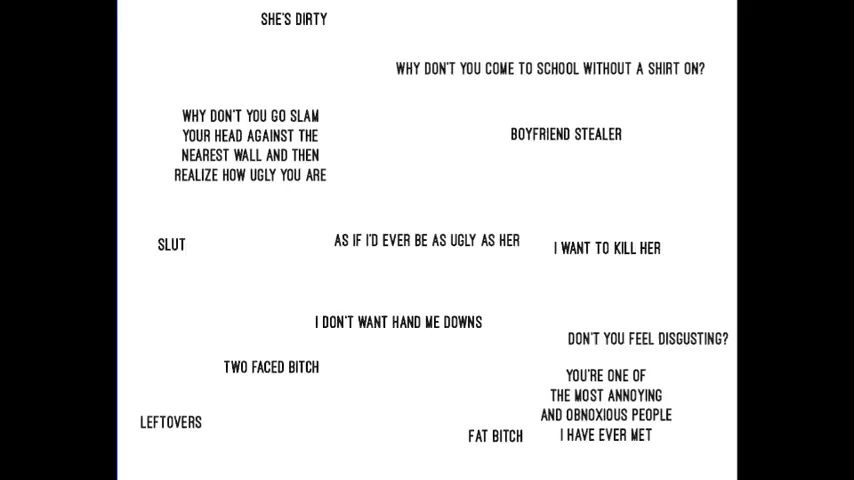 SHE'S DIRTY
WHY DON'T YOU COME TO SCHOOL WITHOUT A SHIRT ON?
WHY DON'T YOU GO SLAM
YOUR HEAD AGAINST THE
NEAREST WALL AND THEN
REALIZE HOW UGLY YOU ARE
BOYFRIEND STEALER
SLUT
AS IF I'D EVER BE AS UGLY AS HER
I WANT TO KILL HER
I DON'T WANT HAND ME DOWNS
DON'T YOU FEEL DISGUSTING?
TWO FACED BITCH
YOU'RE ONE OF
THE MOST ANNOYING
AND OBNOXIOUS PEOPLE
I HAVE EVER MET
LEFTOVERS
FAT BITCH